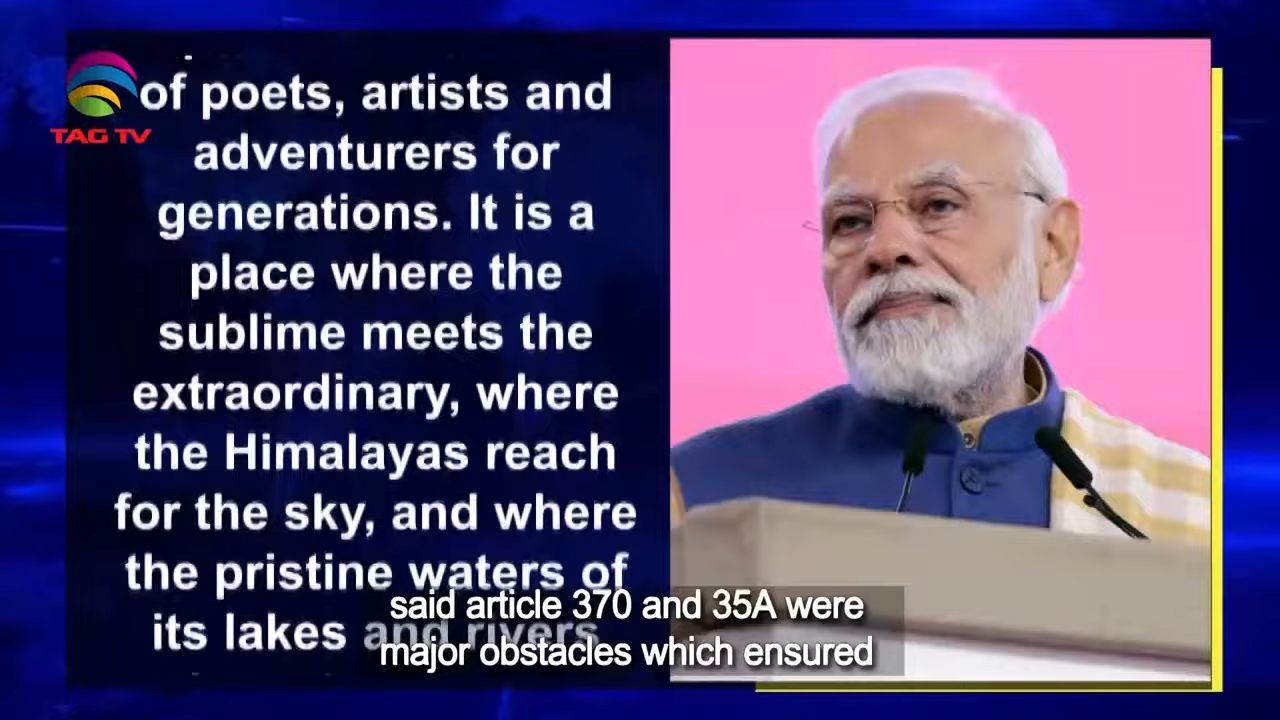 TAG TV
of poets, artists and
adventurers for
generations. It is a
place where the
sublime meets the
extraordinary, where
the Himalayas reach
for the sky, and where
the pristine waters of
its lakes and rivers
said article 370 and 35A were
major obstacles which ensured